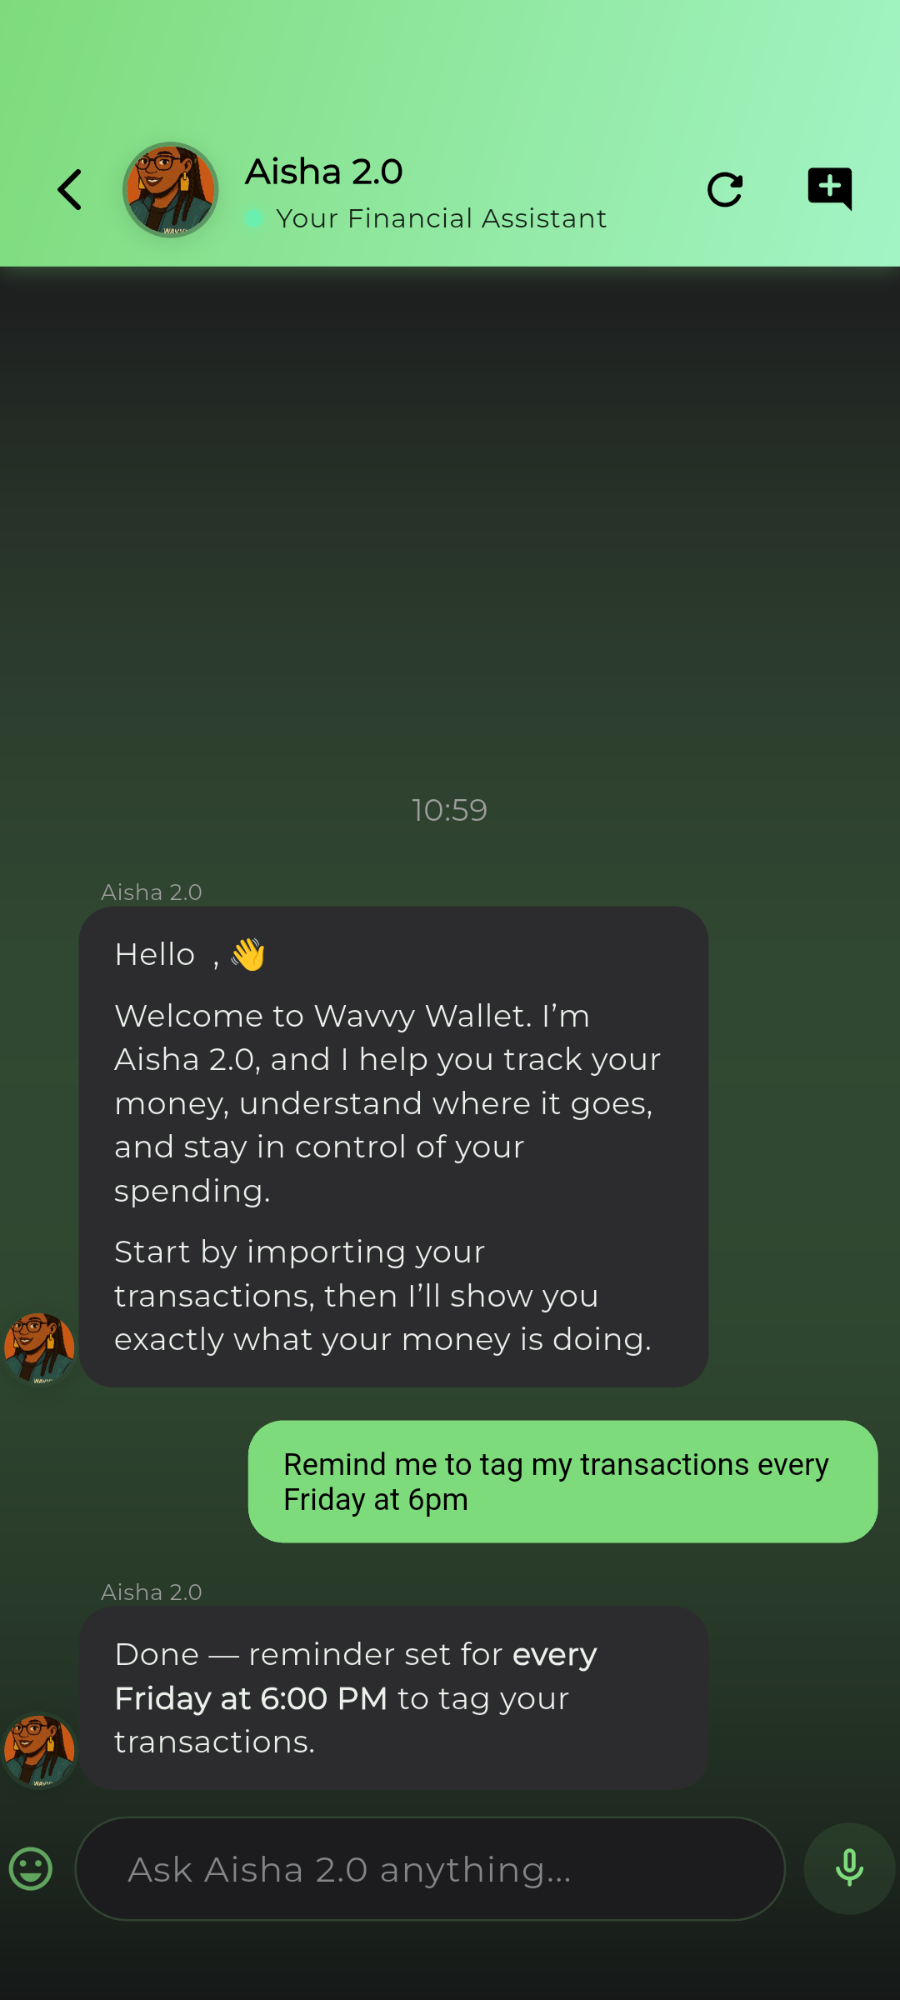 Aisha 2.0
Your Financial Assistant
10:59
Aisha 2.0
Hello  , 👋
Welcome to Wavvy Wallet. I’m
Aisha 2.0, and I help you track your
money, understand where it goes,
and stay in control of your
spending.
Start by importing your
transactions, then I’ll show you
exactly what your money is doing.
Remind me to tag my transactions every
Friday at 6pm
Aisha 2.0
Done — reminder set for every
Friday at 6:00 PM to tag your
transactions.
Ask Aisha 2.0 anything...